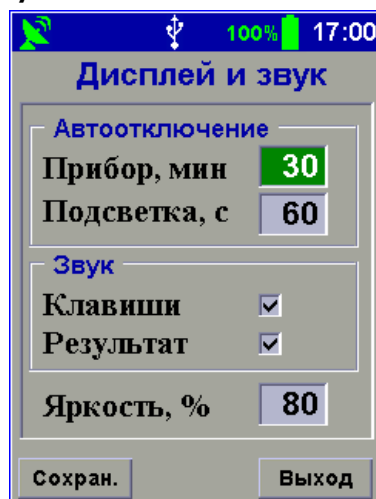 100% 17:00
Дисплей и звук
Автоотключение
Прибор, мин 30
Подсветка, с 60
Звук
Клавиши
Результат
Яркость, % 80
Сохран. Выход